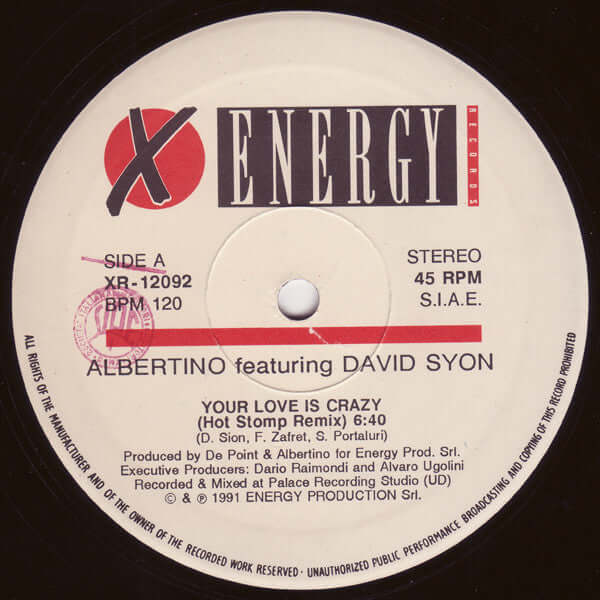 X ENERGY
RECORDS
SIDE A
XR-12092
BPM 120
STEREO
45 RPM
S.I.A.E.
ALBERTINO featuring DAVID SYON
YOUR LOVE IS CRAZY
(Hot Stomp Remix) 6:40
(D. Sion, F. Zafret, S. Portaluri)
Produced by De Point & Albertino for Energy Prod. Srl.
Executive Producers: Dario Raimondi and Alvaro Ugolini
Recorded & Mixed at Palace Recording Studio (UD)
© & ℗ 1991 ENERGY PRODUCTION Srl.
ALL RIGHTS OF THE MANUFACTURER AND OF THE OWNER OF THE RECORDED WORK RESERVED · UNAUTHORIZED PUBLIC PERFORMANCE BROADCASTING AND COPYING OF THIS RECORD PROHIBITED